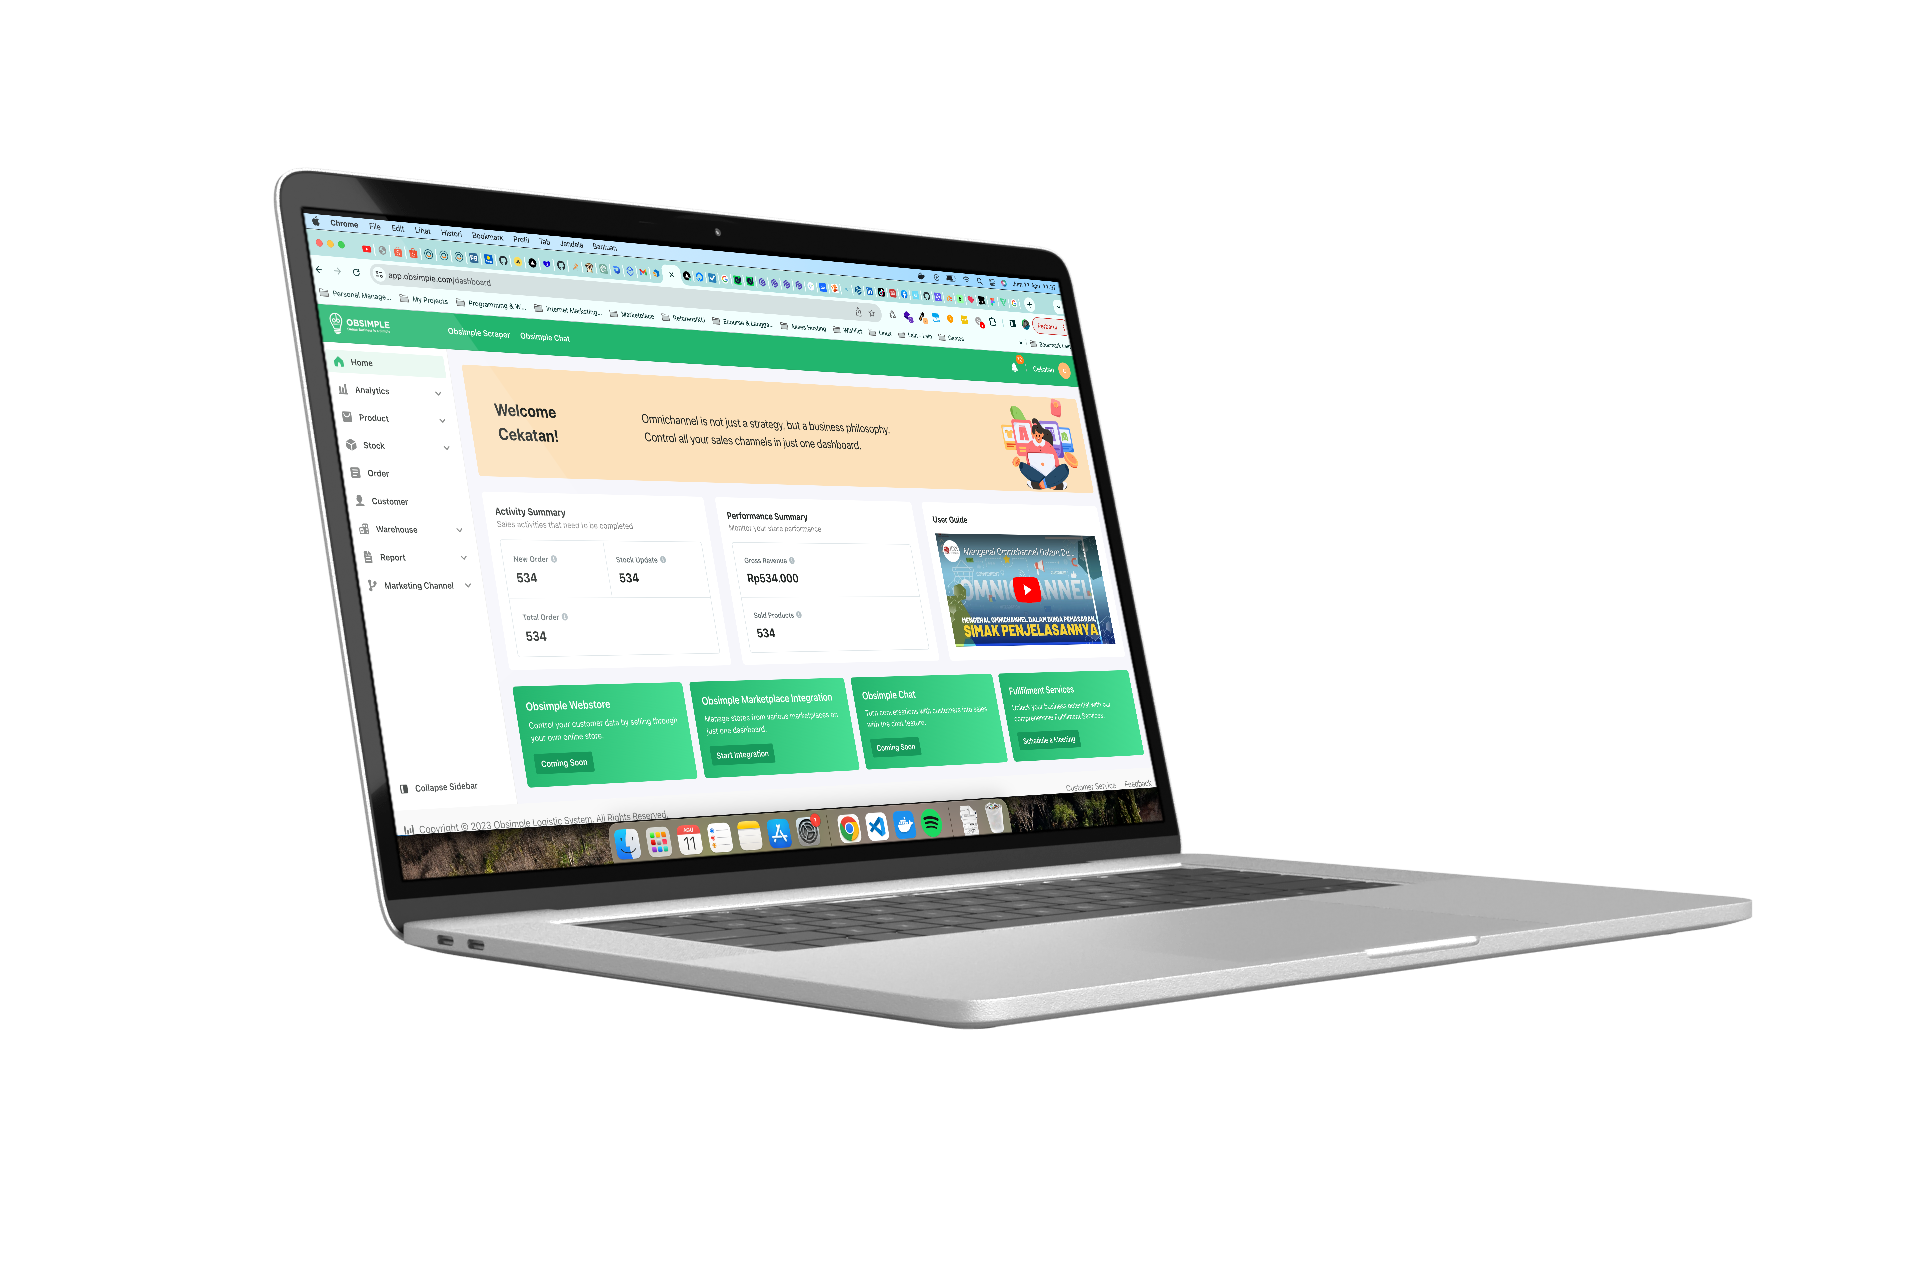 Chrome File Edit Lihat Histori Bookmark Profil Tab Jendela Bantuan
app.obsimple.com/dashboard
Personal Manage... My Projects Programming & W... Internet Marketing... Marketplace
OBSIMPLE
Obsimple Scraper Obsimple Chat
Cekatan
Home
Analytics
Product
Stock
Order
Customer
Warehouse
Report
Marketing Channel
Collapse Sidebar
Welcome
Cekatan!
Omnichannel is not just a strategy, but a business philosophy.
Control all your sales channels in just one dashboard.
Activity Summary
Sales activities that need to be completed
New Order
534
Stock Update
534
Total Order
534
Performance Summary
Monitor your store performance
Gross Revenue
Rp534.000
Sold Products
534
User Guide
Mengenal Omnichannel Dalam Du...
OMNICHANNEL
MENGENAL OMNICHANNEL DALAM DUNIA PEMASARAN,
SIMAK PENJELASANNYA
Obsimple Webstore
Control your customer data by selling through
your own online store.
Coming Soon
Obsimple Marketplace Integration
Manage stores from various marketplaces on
just one dashboard.
Start Integration
Obsimple Chat
Turn conversations with customers into sales
with the chat feature.
Coming Soon
Fulfillment Services
Unlock your business potential with our
comprehensive Fulfillment Services.
Schedule a Meeting
Customer Service Feedback
Copyright © 2023 Obsimple Logistic System. All Rights Reserved.
AGU
11
1